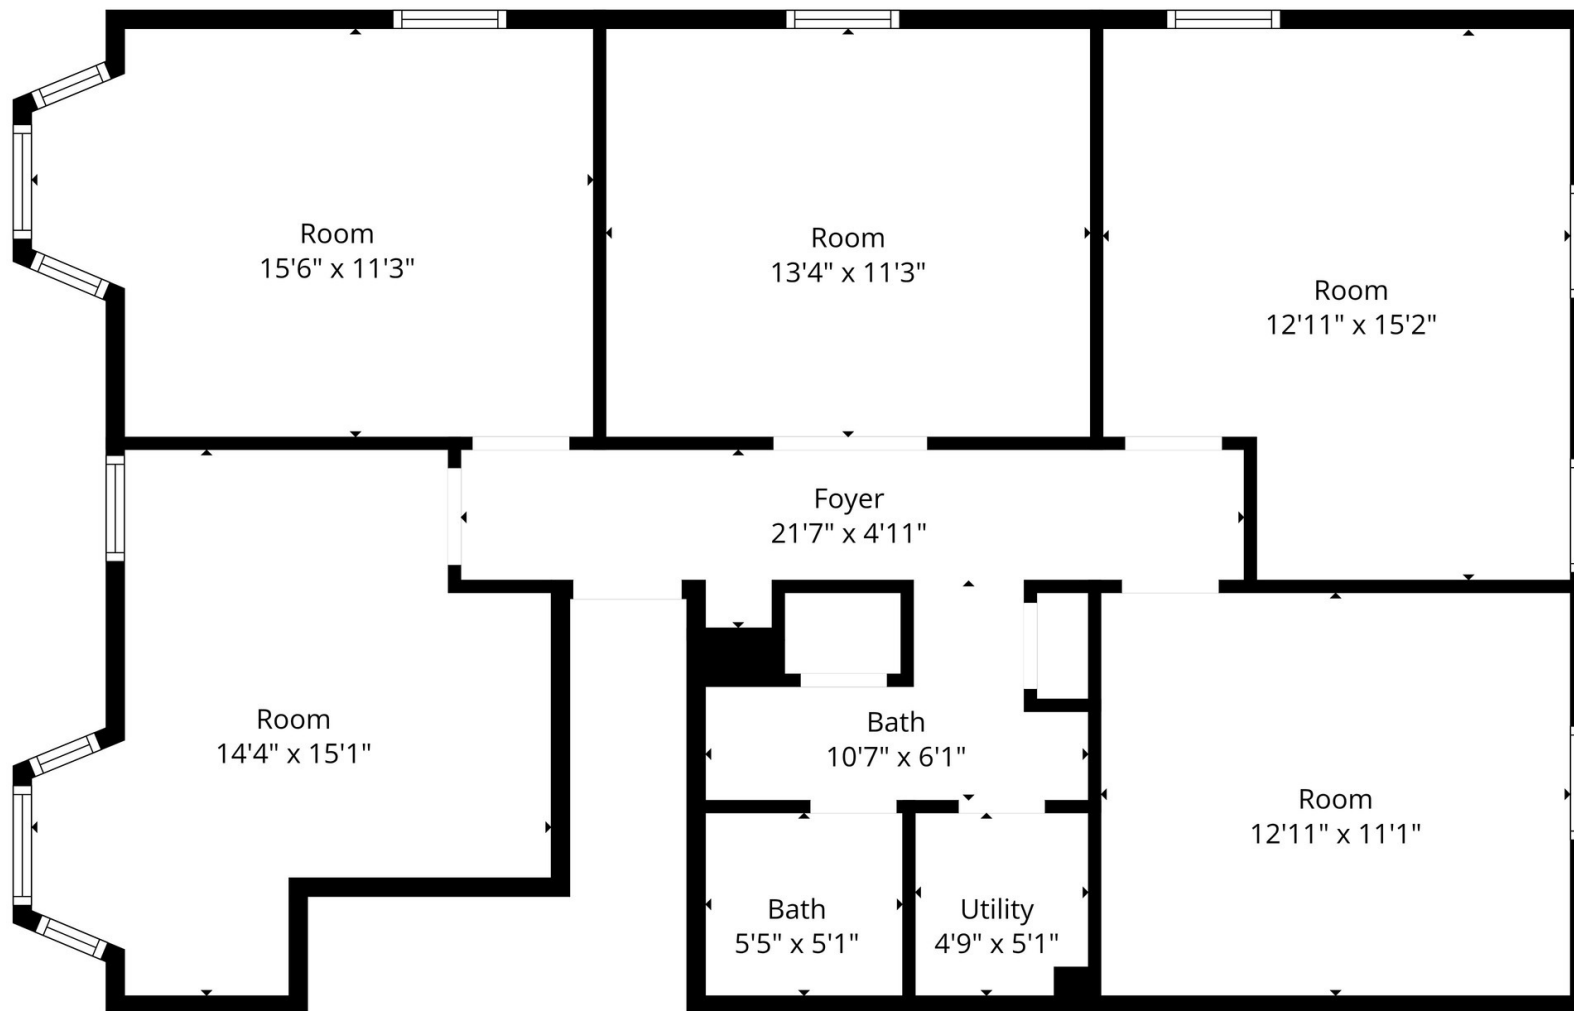 Room
15'6" x 11'3"
Room
13'4" x 11'3"
Room
12'11" x 15'2"
Foyer
21'7" x 4'11"
Room
14'4" x 15'1"
Bath
10'7" x 6'1"
Room
12'11" x 11'1"
Bath
5'5" x 5'1"
Utility
4'9" x 5'1"